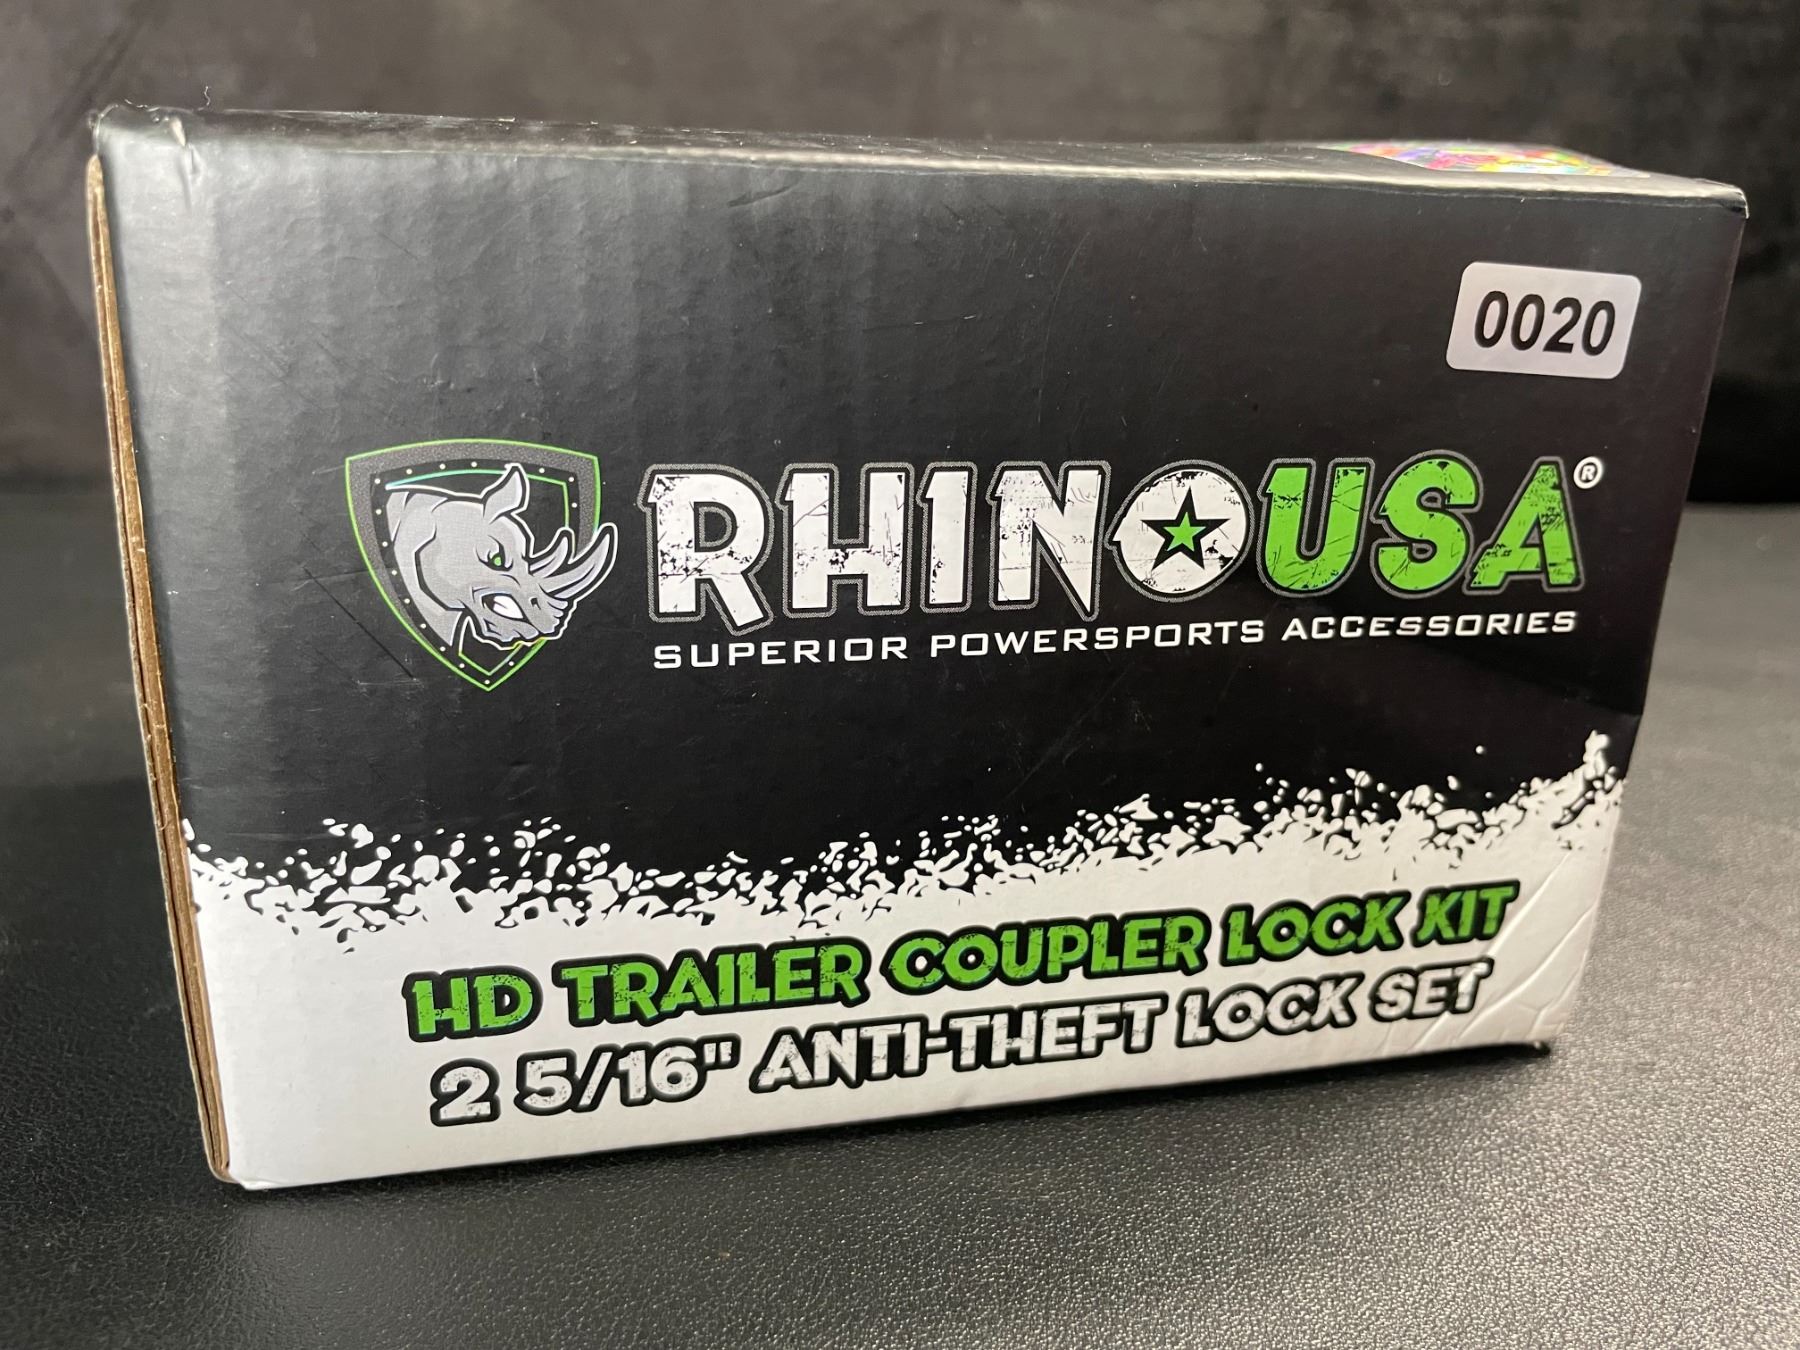 0020
RHINOUSA®
SUPERIOR POWERSPORTS ACCESSORIES
HD TRAILER COUPLER LOCK KIT
2 5/16" ANTI-THEFT LOCK SET